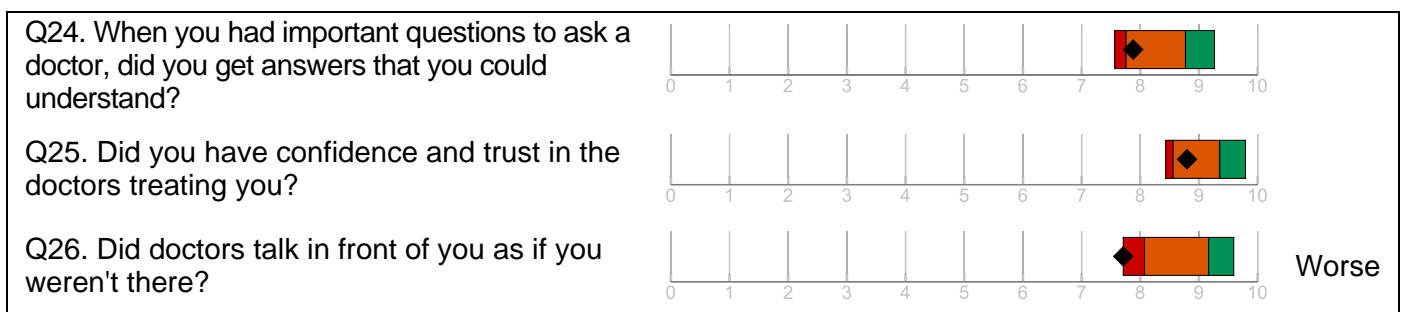 Q24. When you had important questions to ask a
doctor, did you get answers that you could
understand?
0 1 2 3 4 5 6 7 8 9 10
Q25. Did you have confidence and trust in the
doctors treating you?
0 1 2 3 4 5 6 7 8 9 10
Q26. Did doctors talk in front of you as if you
weren't there?
Worse
0 1 2 3 4 5 6 7 8 9 10